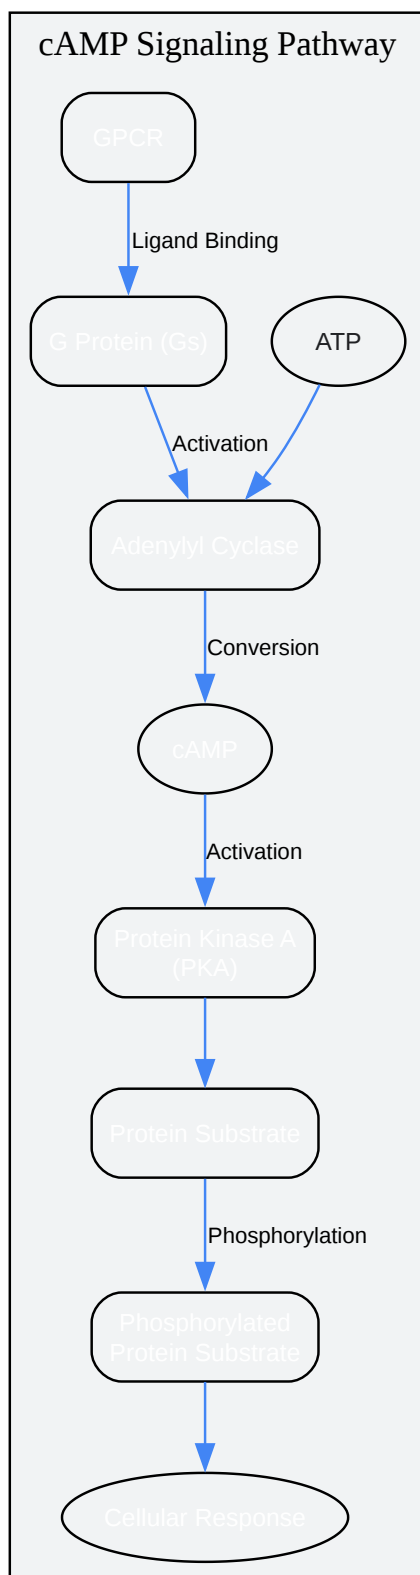 cAMP Signaling Pathway
GPCR
Ligand Binding
G Protein (Gs)
ATP
Activation
Adenylyl Cyclase
Conversion
cAMP
Activation
Protein Kinase A
(PKA)
Protein Substrate
Phosphorylation
Phosphorylated
Protein Substrate
Cellular Response